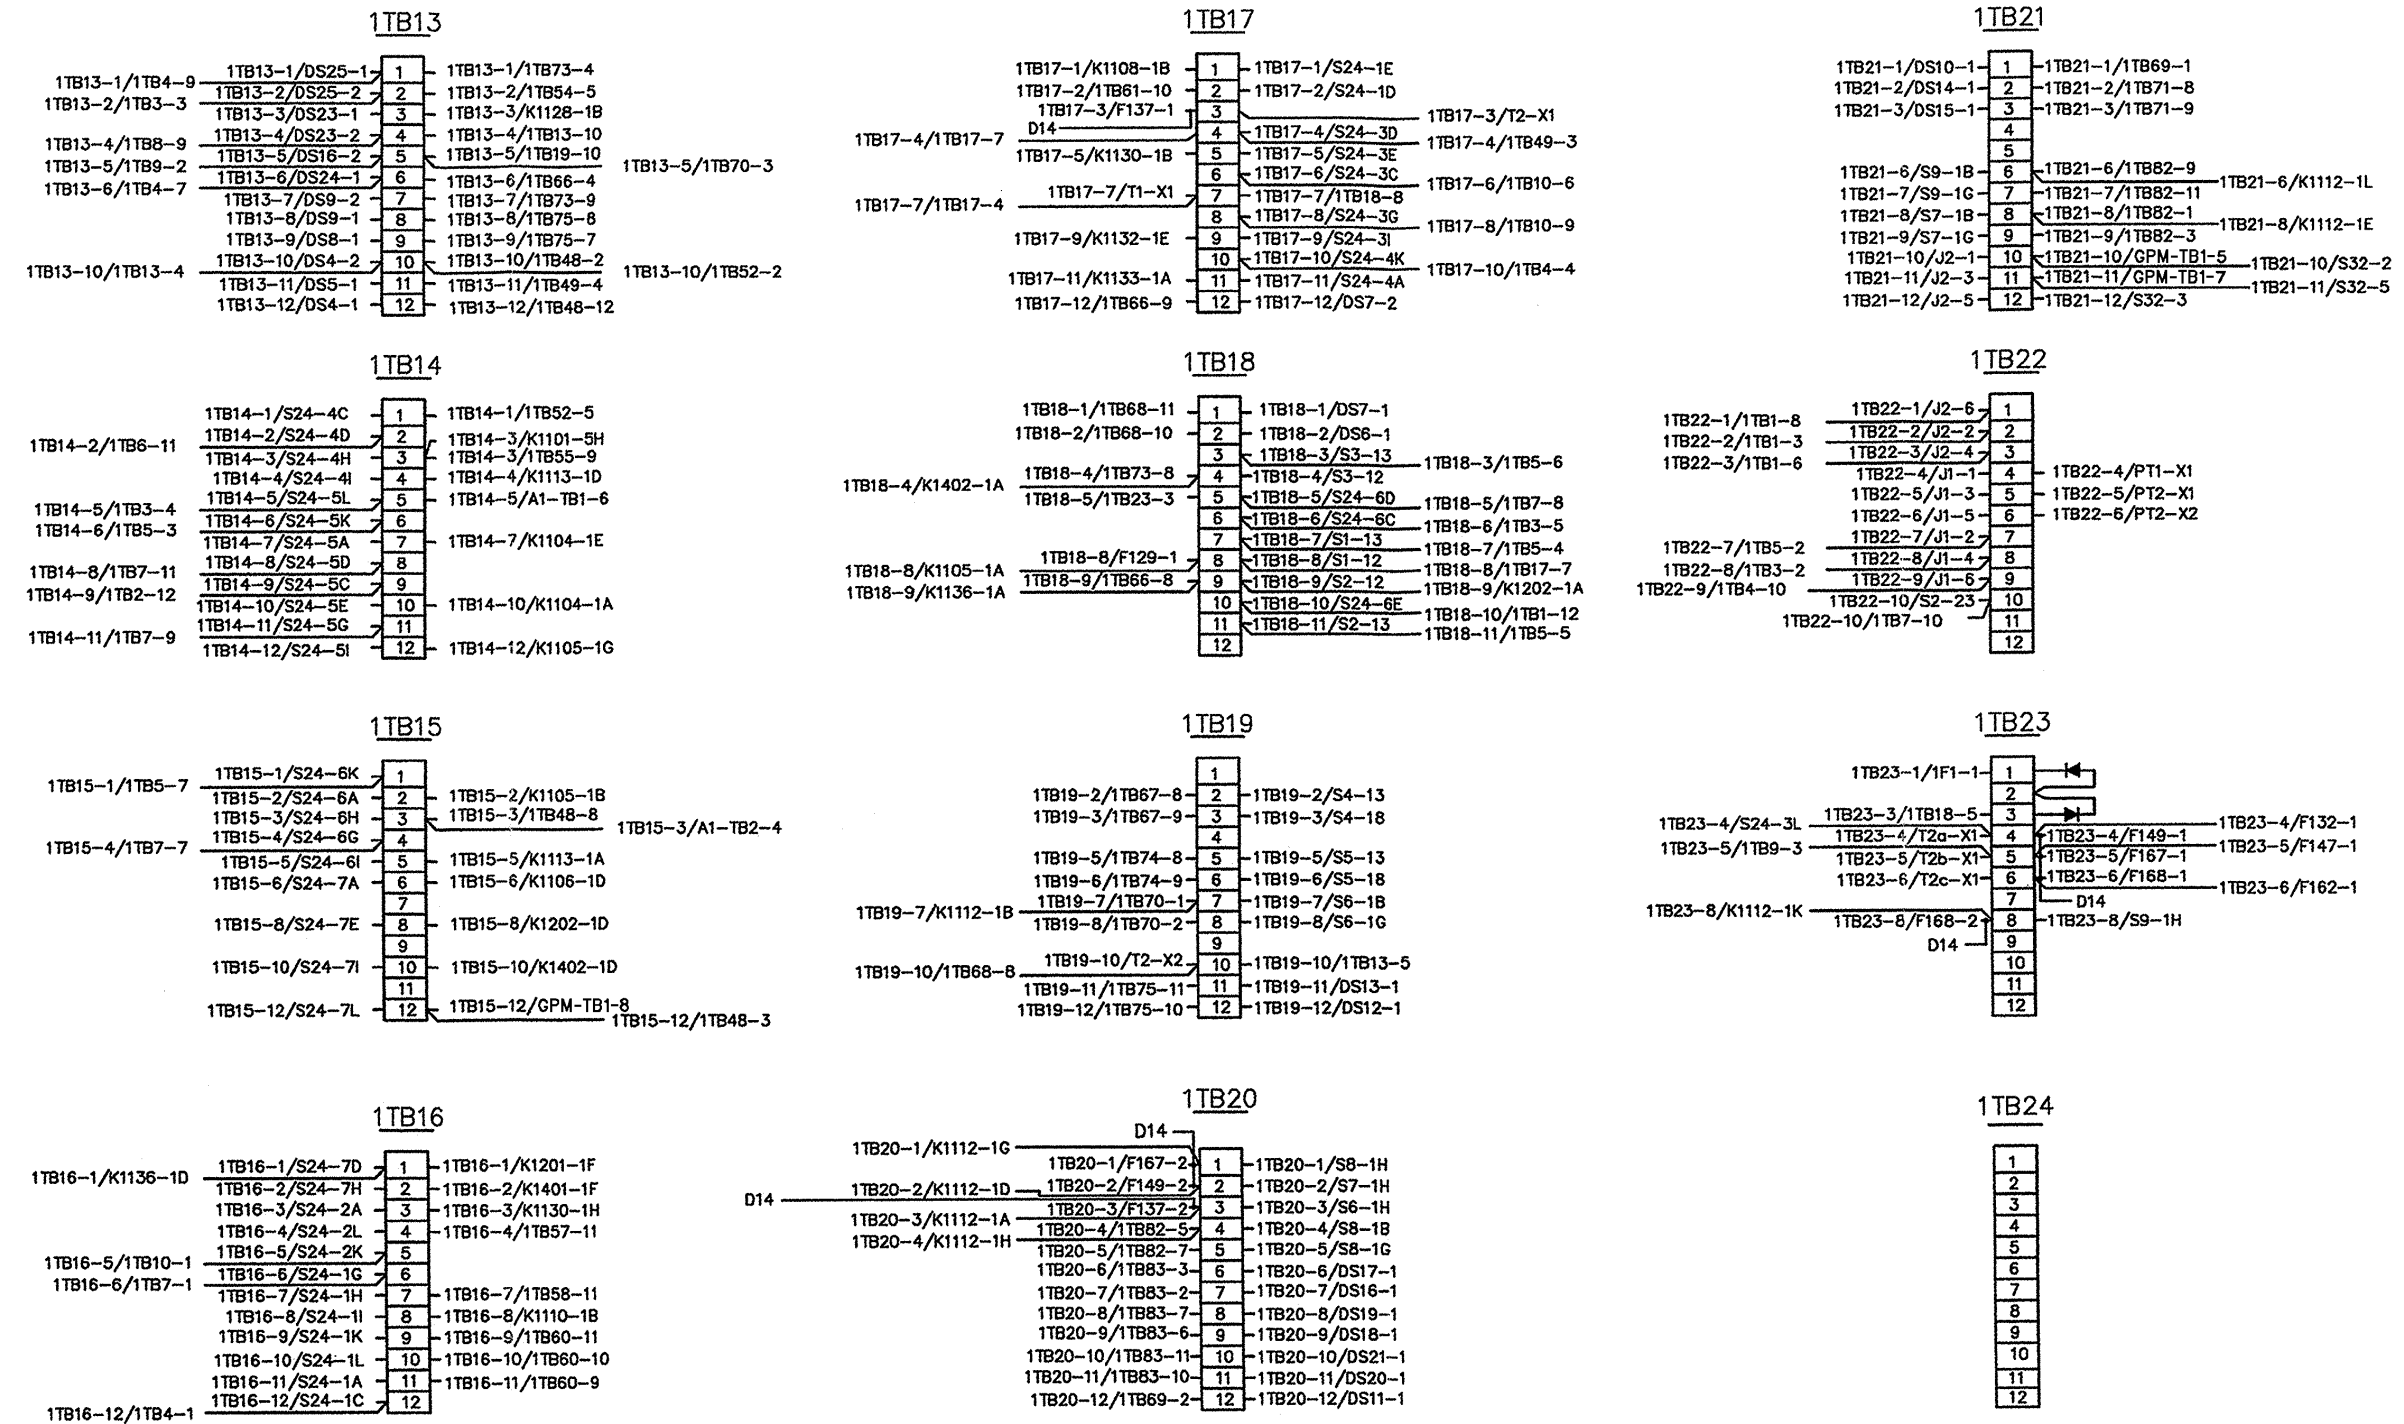 1TB13
1TB13-1/DS25-1 1 1TB13-1/1TB73-4
1TB13-1/1TB4-9
1TB13-2/DS25-2 2 1TB13-2/1TB54-5
1TB13-2/1TB3-3
1TB13-3/DS23-1 3 1TB13-3/K1128-1B
1TB13-4/DS23-2 4 1TB13-4/1TB13-10
1TB13-4/1TB8-9
1TB13-5/DS16-2 5 1TB13-5/1TB19-10
1TB13-5/1TB9-2 1TB13-5/1TB70-3
1TB13-6/DS24-1 6 1TB13-6/1TB66-4
1TB13-6/1TB4-7
1TB13-7/DS9-2 7 1TB13-7/1TB73-9
1TB13-8/DS9-1 8 1TB13-8/1TB75-8
1TB13-9/DS8-1 9 1TB13-9/1TB75-7
1TB13-10/DS4-2 10 1TB13-10/1TB48-2
1TB13-10/1TB13-4 1TB13-10/1TB52-2
1TB13-11/DS5-1 11 1TB13-11/1TB49-4
1TB13-12/DS4-1 12 1TB13-12/1TB48-12
1TB14
1TB14-1/S24-4C 1 1TB14-1/1TB52-5
1TB14-2/S24-4D 2
1TB14-2/1TB6-11 1TB14-3/K1101-5H
1TB14-3/S24-4H 3 1TB14-3/1TB55-9
1TB14-4/S24-4I 4 1TB14-4/K1113-1D
1TB14-5/S24-5L 5 1TB14-5/A1-TB1-6
1TB14-5/1TB3-4
1TB14-6/S24-5K 6
1TB14-6/1TB5-3
1TB14-7/S24-5A 7 1TB14-7/K1104-1E
1TB14-8/S24-5D 8
1TB14-8/1TB7-11
1TB14-9/S24-5C 9
1TB14-9/1TB2-12
1TB14-10/S24-5E 10 1TB14-10/K1104-1A
1TB14-11/S24-5G 11
1TB14-11/1TB7-9
1TB14-12/S24-5I 12 1TB14-12/K1105-1G
1TB15
1TB15-1/S24-6K 1
1TB15-1/1TB5-7
1TB15-2/S24-6A 2 1TB15-2/K1105-1B
1TB15-3/S24-6H 3 1TB15-3/1TB48-8
1TB15-3/A1-TB2-4
1TB15-4/S24-6G 4
1TB15-4/1TB7-7
1TB15-5/S24-6I 5 1TB15-5/K1113-1A
1TB15-6/S24-7A 6 1TB15-6/K1106-1D
7
1TB15-8/S24-7E 8 1TB15-8/K1202-1D
9
1TB15-10/S24-7I 10 1TB15-10/K1402-1D
11
1TB15-12/S24-7L 12 1TB15-12/GPM-TB1-8
1TB15-12/1TB48-3
1TB16
1TB16-1/S24-7D 1 1TB16-1/K1201-1F
1TB16-1/K1136-1D
1TB16-2/S24-7H 2 1TB16-2/K1401-1F
1TB16-3/S24-2A 3 1TB16-3/K1130-1H
1TB16-4/S24-2L 4 1TB16-4/1TB57-11
1TB16-5/S24-2K 5
1TB16-5/1TB10-1
1TB16-6/S24-1G 6
1TB16-6/1TB7-1
1TB16-7/S24-1H 7 1TB16-7/1TB58-11
1TB16-8/S24-1I 8 1TB16-8/K1110-1B
1TB16-9/S24-1K 9 1TB16-9/1TB60-11
1TB16-10/S24-1L 10 1TB16-10/1TB60-10
1TB16-11/S24-1A 11 1TB16-11/1TB60-9
1TB16-12/S24-1C 12
1TB16-12/1TB4-1
1TB17
1TB17-1/K1108-1B 1 1TB17-1/S24-1E
1TB17-2/1TB61-10 2 1TB17-2/S24-1D
1TB17-3/F137-1 3 1TB17-3/T2-X1
D14
4 1TB17-4/S24-3D
1TB17-4/1TB17-7 1TB17-4/1TB49-3
1TB17-5/K1130-1B 5 1TB17-5/S24-3E
6 1TB17-6/S24-3C
1TB17-6/1TB10-6
1TB17-7/T1-X1 7 1TB17-7/1TB18-8
1TB17-7/1TB17-4
8 1TB17-8/S24-3G
1TB17-8/1TB10-9
1TB17-9/K1132-1E 9 1TB17-9/S24-3I
10 1TB17-10/S24-4K
1TB17-10/1TB4-4
1TB17-11/K1133-1A 11 1TB17-11/S24-4A
1TB17-12/1TB66-9 12 1TB17-12/DS7-2
1TB18
1TB18-1/1TB68-11 1 1TB18-1/DS7-1
1TB18-2/1TB68-10 2 1TB18-2/DS6-1
3 1TB18-3/S3-13
1TB18-3/1TB5-6
1TB18-4/1TB73-8 4 1TB18-4/S3-12
1TB18-4/K1402-1A
1TB18-5/1TB23-3 5 1TB18-5/S24-6D
1TB18-5/1TB7-8
6 1TB18-6/S24-6C
1TB18-6/1TB3-5
7 1TB18-7/S1-13
1TB18-7/1TB5-4
1TB18-8/F129-1 8 1TB18-8/S1-12
1TB18-8/K1105-1A 1TB18-8/1TB17-7
1TB18-9/1TB66-8 9 1TB18-9/S2-12
1TB18-9/K1136-1A 1TB18-9/K1202-1A
10 1TB18-10/S24-6E
1TB18-10/1TB1-12
11 1TB18-11/S2-13
1TB18-11/1TB5-5
12
1TB19
1
1TB19-2/1TB67-8 2 1TB19-2/S4-13
1TB19-3/1TB67-9 3 1TB19-3/S4-18
4
1TB19-5/1TB74-8 5 1TB19-5/S5-13
1TB19-6/1TB74-9 6 1TB19-6/S5-18
1TB19-7/1TB70-1 7 1TB19-7/S6-1B
1TB19-7/K1112-1B
1TB19-8/1TB70-2 8 1TB19-8/S6-1G
9
1TB19-10/T2-X2 10 1TB19-10/1TB13-5
1TB19-10/1TB68-8
1TB19-11/1TB75-11 11 1TB19-11/DS13-1
1TB19-12/1TB75-10 12 1TB19-12/DS12-1
1TB20
D14
1TB20-1/K1112-1G
1TB20-1/F167-2 1 1TB20-1/S8-1H
1TB20-2/K1112-1D 1TB20-2/F149-2 2 1TB20-2/S7-1H
D14
1TB20-3/F137-2 3 1TB20-3/S6-1H
1TB20-3/K1112-1A
1TB20-4/1TB82-5 4 1TB20-4/S8-1B
1TB20-4/K1112-1H
1TB20-5/1TB82-7 5 1TB20-5/S8-1G
1TB20-6/1TB83-3 6 1TB20-6/DS17-1
1TB20-7/1TB83-2 7 1TB20-7/DS16-1
1TB20-8/1TB83-7 8 1TB20-8/DS19-1
1TB20-9/1TB83-6 9 1TB20-9/DS18-1
1TB20-10/1TB83-11 10 1TB20-10/DS21-1
1TB20-11/1TB83-10 11 1TB20-11/DS20-1
1TB20-12/1TB69-2 12 1TB20-12/DS11-1
1TB21
1TB21-1/DS10-1 1 1TB21-1/1TB69-1
1TB21-2/DS14-1 2 1TB21-2/1TB71-8
1TB21-3/DS15-1 3 1TB21-3/1TB71-9
4
5
1TB21-6/S9-1B 6 1TB21-6/1TB82-9
1TB21-6/K1112-1L
1TB21-7/S9-1G 7 1TB21-7/1TB82-11
1TB21-8/S7-1B 8 1TB21-8/1TB82-1
1TB21-8/K1112-1E
1TB21-9/S7-1G 9 1TB21-9/1TB82-3
1TB21-10/J2-1 10 1TB21-10/GPM-TB1-5
1TB21-10/S32-2
1TB21-11/J2-3 11 1TB21-11/GPM-TB1-7
1TB21-11/S32-5
1TB21-12/J2-5 12 1TB21-12/S32-3
1TB22
1TB22-1/J2-6 1
1TB22-1/1TB1-8
1TB22-2/J2-2 2
1TB22-2/1TB1-3
1TB22-3/J2-4 3
1TB22-3/1TB1-6
1TB22-4/J1-1 4 1TB22-4/PT1-X1
1TB22-5/J1-3 5 1TB22-5/PT2-X1
1TB22-6/J1-5 6 1TB22-6/PT2-X2
1TB22-7/J1-2 7
1TB22-7/1TB5-2
1TB22-8/J1-4 8
1TB22-8/1TB3-2
1TB22-9/J1-6 9
1TB22-9/1TB4-10
1TB22-10/S2-23 10
1TB22-10/1TB7-10 11
12
1TB23
1TB23-1/1F1-1 1
2
1TB23-3/1TB18-5 3
1TB23-4/S24-3L 1TB23-4/F132-1
1TB23-4/T2a-X1 4 1TB23-4/F149-1
1TB23-5/1TB9-3 1TB23-5/F147-1
1TB23-5/T2b-X1 5 1TB23-5/F167-1
1TB23-6/T2c-X1 6 1TB23-6/F168-1
1TB23-6/F162-1
7 D14
1TB23-8/K1112-1K
1TB23-8/F168-2 8 1TB23-8/S9-1H
D14 9
10
11
12
1TB24
1
2
3
4
5
6
7
8
9
10
11
12